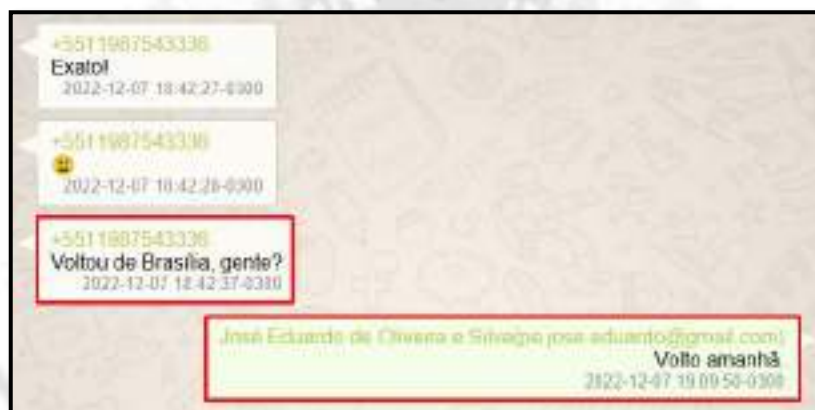 +5511987543336
Exato!
2022-12-07 18:42:27-0300
+5511987543336
2022-12-07 18:42:28-0300
+5511987543336
Voltou de Brasília, gente?
2022-12-07 18:42:37-0300
José Eduardo de Oliveira e Silva(pe.jose.eduardo@gmail.com)
Volto amanhã
2022-12-07 19:09:50-0300